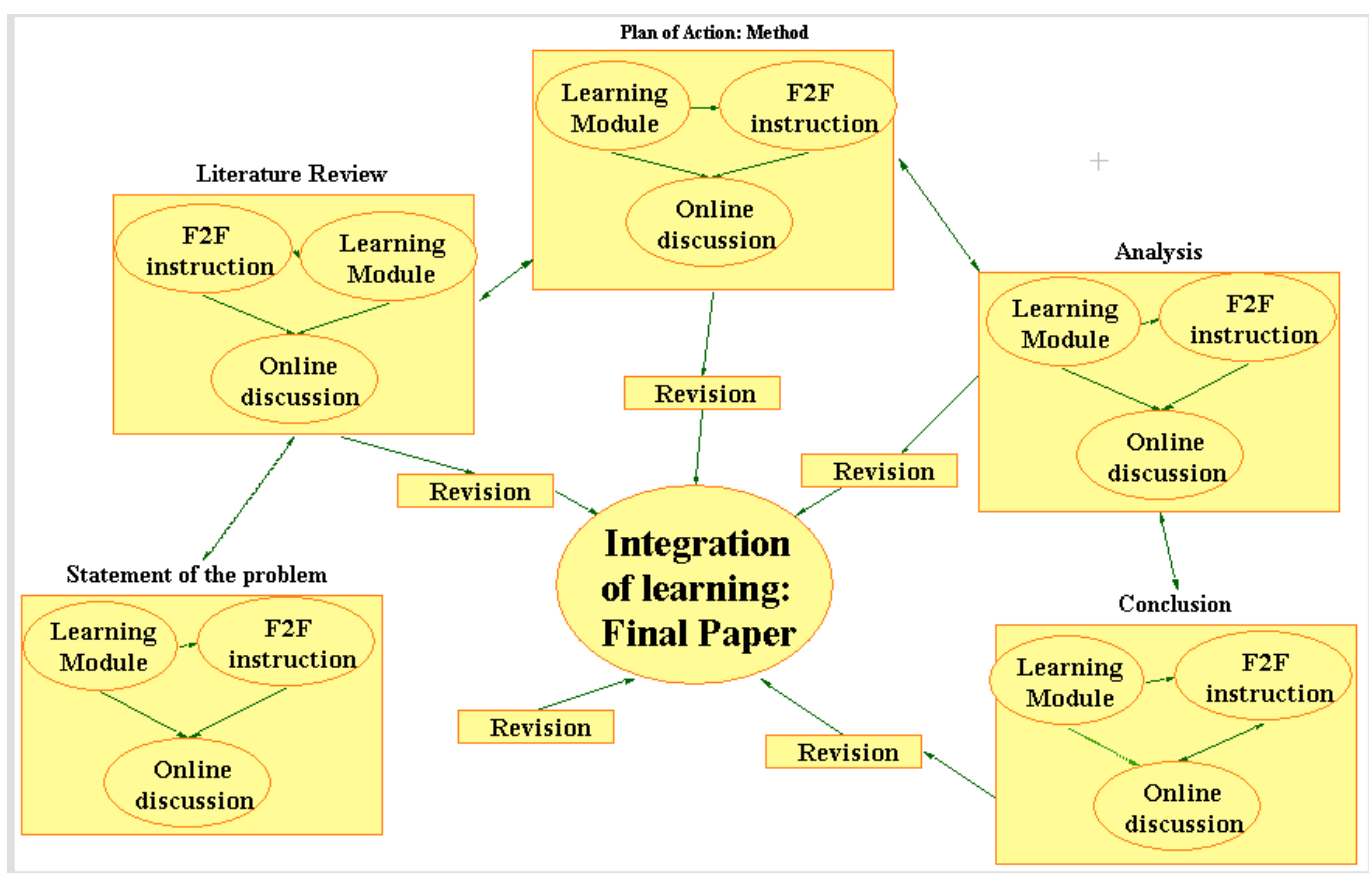 Plan of Action: Method
Learning
Module
F2F
instruction
Online
discussion
Literature Review
F2F
instruction
Learning
Module
Online
discussion
Analysis
Learning
Module
F2F
instruction
Online
discussion
Revision
Revision
Revision
Integration
of learning:
Final Paper
Statement of the problem
Learning
Module
F2F
instruction
Online
discussion
Conclusion
Learning
Module
F2F
instruction
Online
discussion
Revision
Revision